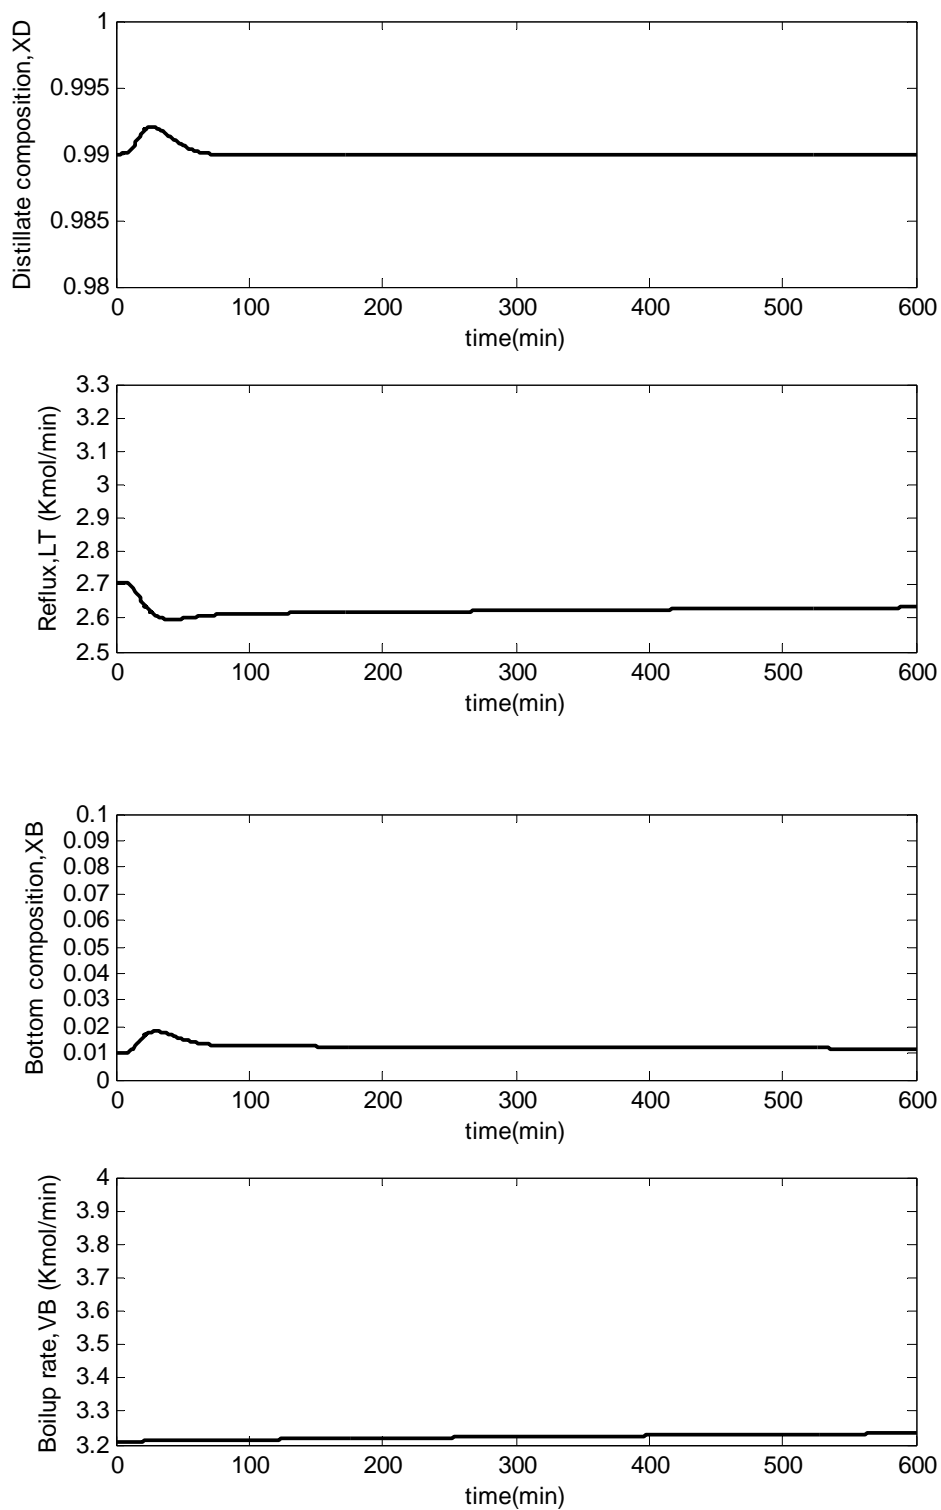 Distillate composition,XD
1
0.995
0.99
0.985
0.98
0 100 200 300 400 500 600
time(min)
Reflux,LT (Kmol/min)
3.3
3.2
3.1
3
2.9
2.8
2.7
2.6
2.5
0 100 200 300 400 500 600
time(min)
Bottom composition,XB
0.1
0.09
0.08
0.07
0.06
0.05
0.04
0.03
0.02
0.01
0
0 100 200 300 400 500 600
time(min)
Boilup rate,VB (Kmol/min)
4
3.9
3.8
3.7
3.6
3.5
3.4
3.3
3.2
0 100 200 300 400 500 600
time(min)